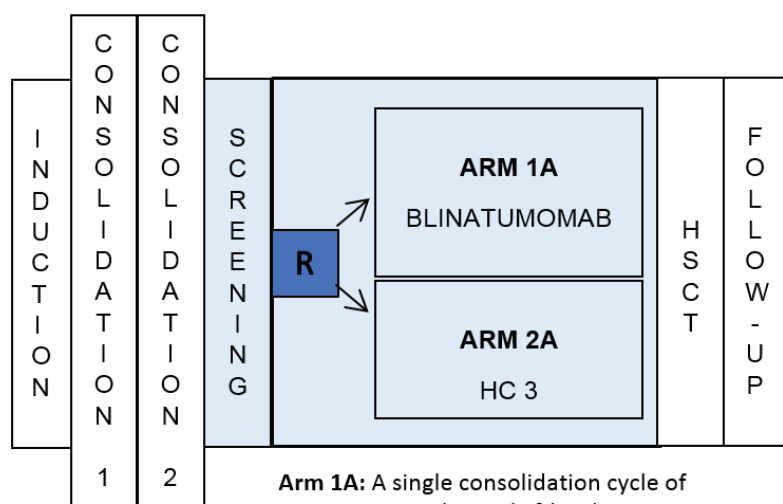 INDUCTION
CONSOLIDATION 1
CONSOLIDATION 2
SCREENING
R
ARM 1A
BLINATUMOMAB
ARM 2A
HC 3
HSCT
FOLLOW-UP
Arm 1A: A single consolidation cycle of